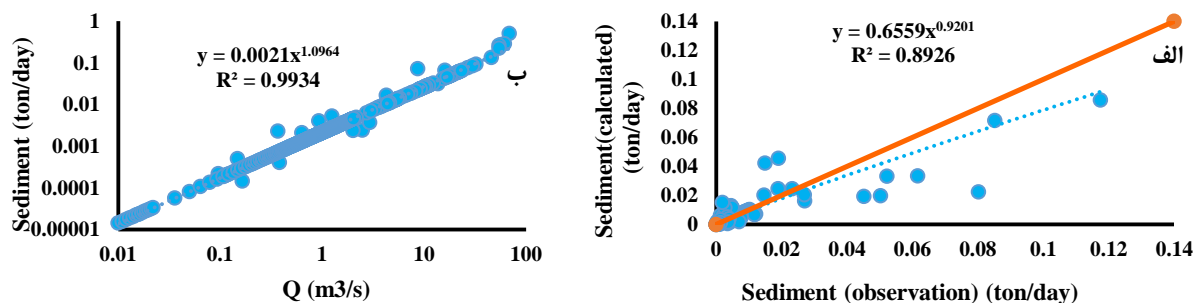 1
0.1
0.01
0.001
0.0001
0.00001
Sediment (ton/day)
y = 0.0021x^1.0964
R² = 0.9934
ب
0.01 0.1 1 10 100
Q (m3/s)
0.14
0.12
0.1
0.08
0.06
0.04
0.02
0
Sediment(calculated)
(ton/day)
y = 0.6559x^0.9201
R² = 0.8926
الف
0 0.02 0.04 0.06 0.08 0.1 0.12 0.14
Sediment (observation) (ton/day)